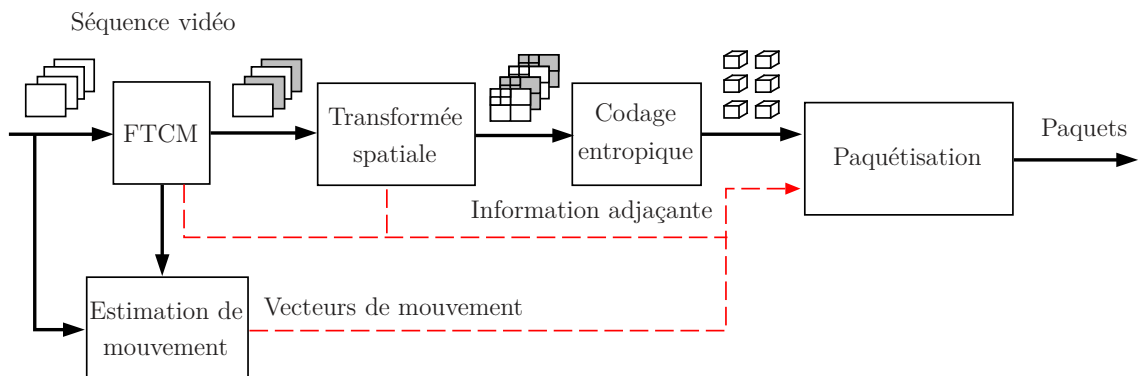 Séquence vidéo
FTCM
Transformée
spatiale
Codage
entropique
Paquétisation
Paquets
Information adjaçante
Estimation de
mouvement
Vecteurs de mouvement